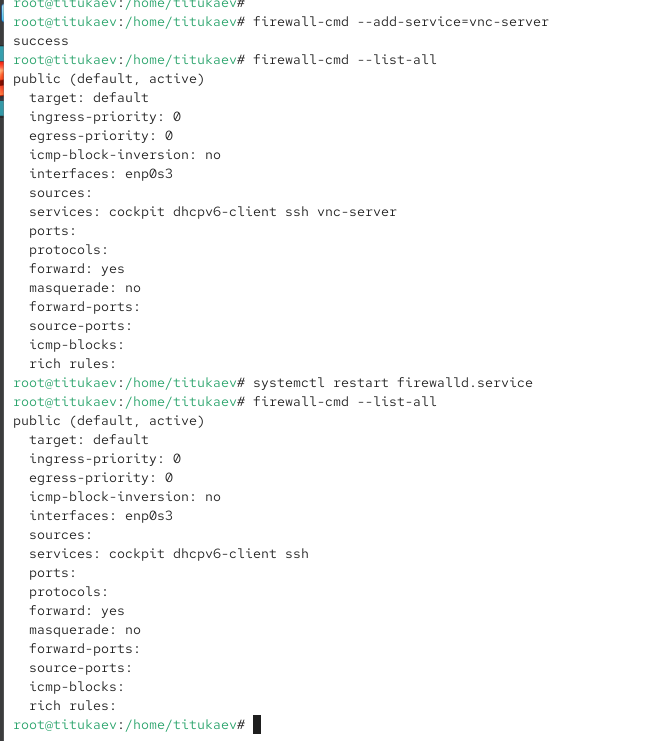 root@titukaev:/home/titukaev#
root@titukaev:/home/titukaev# firewall-cmd --add-service=vnc-server
success
root@titukaev:/home/titukaev# firewall-cmd --list-all
public (default, active)
  target: default
  ingress-priority: 0
  egress-priority: 0
  icmp-block-inversion: no
  interfaces: enp0s3
  sources:
  services: cockpit dhcpv6-client ssh vnc-server
  ports:
  protocols:
  forward: yes
  masquerade: no
  forward-ports:
  source-ports:
  icmp-blocks:
  rich rules:
root@titukaev:/home/titukaev# systemctl restart firewalld.service
root@titukaev:/home/titukaev# firewall-cmd --list-all
public (default, active)
  target: default
  ingress-priority: 0
  egress-priority: 0
  icmp-block-inversion: no
  interfaces: enp0s3
  sources:
  services: cockpit dhcpv6-client ssh
  ports:
  protocols:
  forward: yes
  masquerade: no
  forward-ports:
  source-ports:
  icmp-blocks:
  rich rules:
root@titukaev:/home/titukaev#